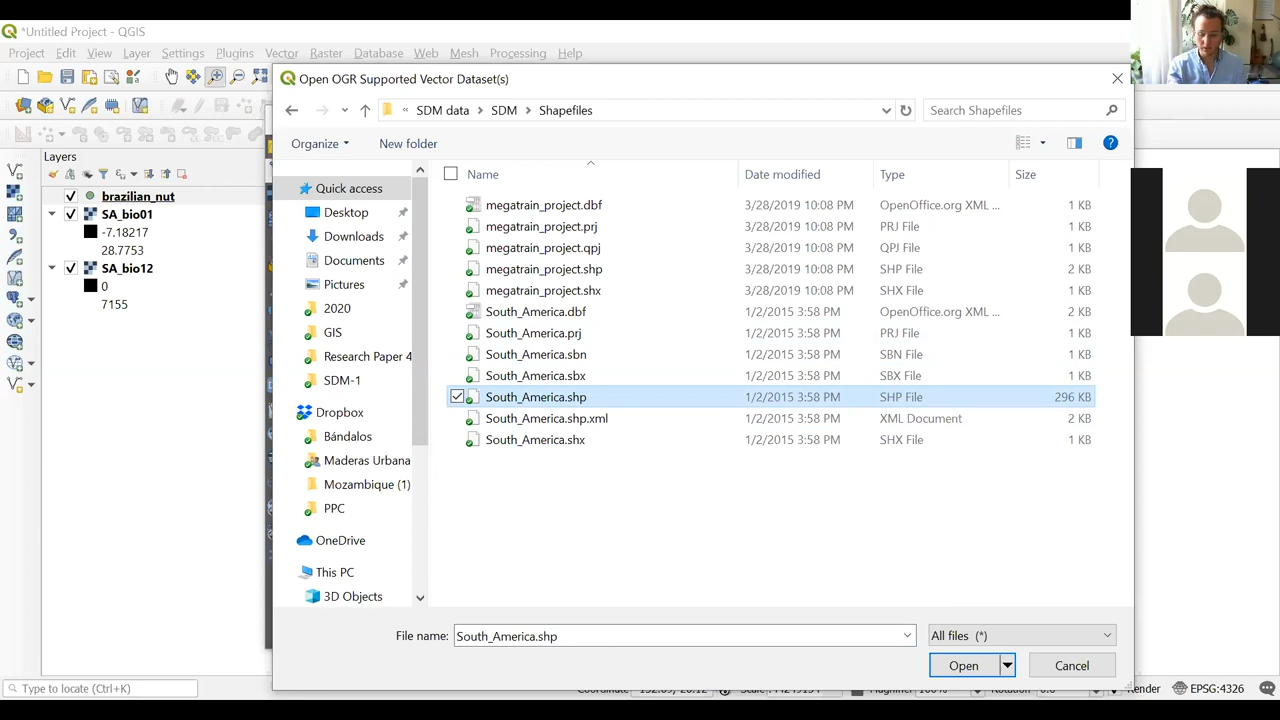 *Untitled Project - QGIS
Project Edit View Layer Settings Plugins Vector Raster Database Web Mesh Processing Help
Open OGR Supported Vector Dataset(s)
« SDM data > SDM > Shapefiles
Search Shapefiles
Organize
New folder
Layers
brazilian_nut
SA_bio01
-7.18217
28.7753
SA_bio12
0
7155
Quick access
Desktop
Downloads
Documents
Pictures
2020
GIS
Research Paper 4
SDM-1
Dropbox
Bándalos
Maderas Urbana
Mozambique (1)
PPC
OneDrive
This PC
3D Objects
Name Date modified Type Size
megatrain_project.dbf 3/28/2019 10:08 PM OpenOffice.org XML ... 1 KB
megatrain_project.prj 3/28/2019 10:08 PM PRJ File 1 KB
megatrain_project.qpj 3/28/2019 10:08 PM QPJ File 1 KB
megatrain_project.shp 3/28/2019 10:08 PM SHP File 2 KB
megatrain_project.shx 3/28/2019 10:08 PM SHX File 1 KB
South_America.dbf 1/2/2015 3:58 PM OpenOffice.org XML ... 2 KB
South_America.prj 1/2/2015 3:58 PM PRJ File 1 KB
South_America.sbn 1/2/2015 3:58 PM SBN File 1 KB
South_America.sbx 1/2/2015 3:58 PM SBX File 1 KB
South_America.shp 1/2/2015 3:58 PM SHP File 296 KB
South_America.shp.xml 1/2/2015 3:58 PM XML Document 2 KB
South_America.shx 1/2/2015 3:58 PM SHX File 1 KB
File name: South_America.shp
All files (*)
Open
Cancel
Type to locate (Ctrl+K)
Render
EPSG:4326